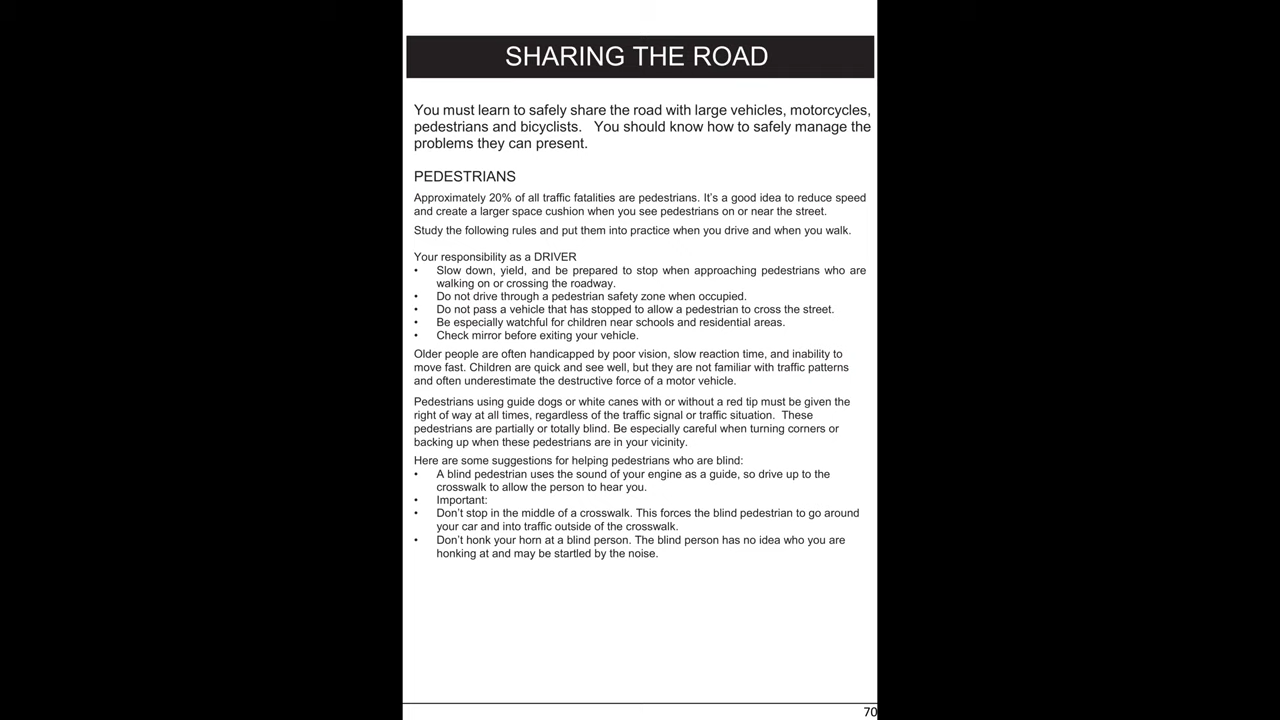 SHARING THE ROAD
You must learn to safely share the road with large vehicles, motorcycles,
pedestrians and bicyclists.   You should know how to safely manage the
problems they can present.
PEDESTRIANS
Approximately 20% of all traffic fatalities are pedestrians. It's a good idea to reduce speed
and create a larger space cushion when you see pedestrians on or near the street.
Study the following rules and put them into practice when you drive and when you walk.
Your responsibility as a DRIVER
• Slow down, yield, and be prepared to stop when approaching pedestrians who are
walking on or crossing the roadway.
• Do not drive through a pedestrian safety zone when occupied.
• Do not pass a vehicle that has stopped to allow a pedestrian to cross the street.
• Be especially watchful for children near schools and residential areas.
• Check mirror before exiting your vehicle.
Older people are often handicapped by poor vision, slow reaction time, and inability to
move fast. Children are quick and see well, but they are not familiar with traffic patterns
and often underestimate the destructive force of a motor vehicle.
Pedestrians using guide dogs or white canes with or without a red tip must be given the
right of way at all times, regardless of the traffic signal or traffic situation.  These
pedestrians are partially or totally blind. Be especially careful when turning corners or
backing up when these pedestrians are in your vicinity.
Here are some suggestions for helping pedestrians who are blind:
• A blind pedestrian uses the sound of your engine as a guide, so drive up to the
crosswalk to allow the person to hear you.
• Important:
• Don't stop in the middle of a crosswalk. This forces the blind pedestrian to go around
your car and into traffic outside of the crosswalk.
• Don't honk your horn at a blind person. The blind person has no idea who you are
honking at and may be startled by the noise.
70